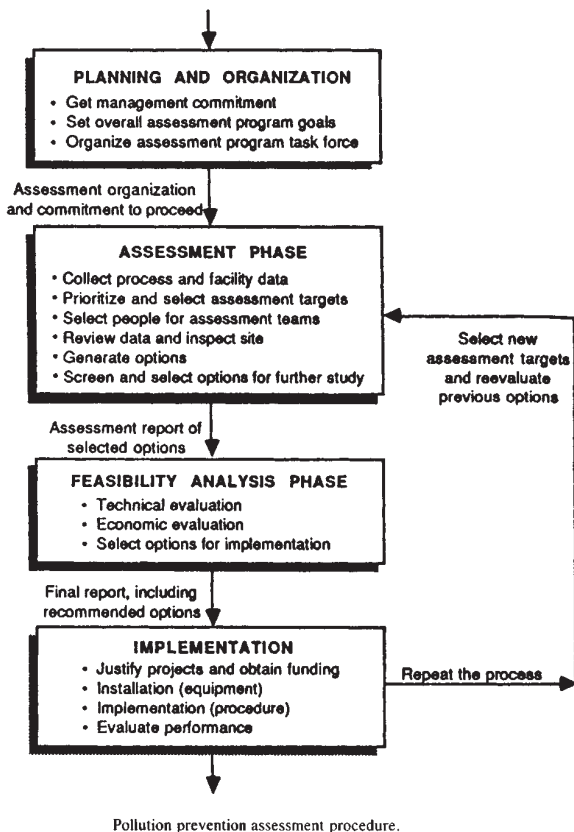 PLANNING AND ORGANIZATION
• Get management commitment
• Set overall assessment program goals
• Organize assessment program task force
Assessment organization
and commitment to proceed
ASSESSMENT PHASE
• Collect process and facility data
• Prioritize and select assessment targets
• Select people for assessment teams
• Review data and inspect site
• Generate options
• Screen and select options for further study
Select new
assessment targets
and reevaluate
previous options
Assessment report of
selected options
FEASIBILITY ANALYSIS PHASE
• Technical evaluation
• Economic evaluation
• Select options for implementation
Final report, including
recommended options
IMPLEMENTATION
• Justify projects and obtain funding
• Installation (equipment)
• Implementation (procedure)
• Evaluate performance
Repeat the process
Pollution prevention assessment procedure.